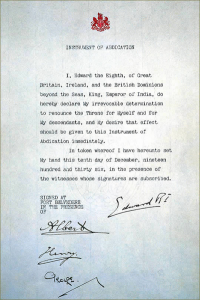 INSTRUMENT OF ABDICATION
I, Edward the Eighth, of Great
Britain, Ireland, and the British Dominions
beyond the Seas, King, Emperor of India, do
hereby declare My irrevocable determination
to renounce the Throne for Myself and for
My descendants, and My desire that effect
should be given to this Instrument of
Abdication immediately.
In token whereof I have hereunto set
My hand this tenth day of December, nineteen
hundred and thirty six, in the presence of
the witnesses whose signatures are subscribed.
SIGNED AT
FORT BELVEDERE
IN THE PRESENCE
OF
Edward RI
Albert
Henry.
George.